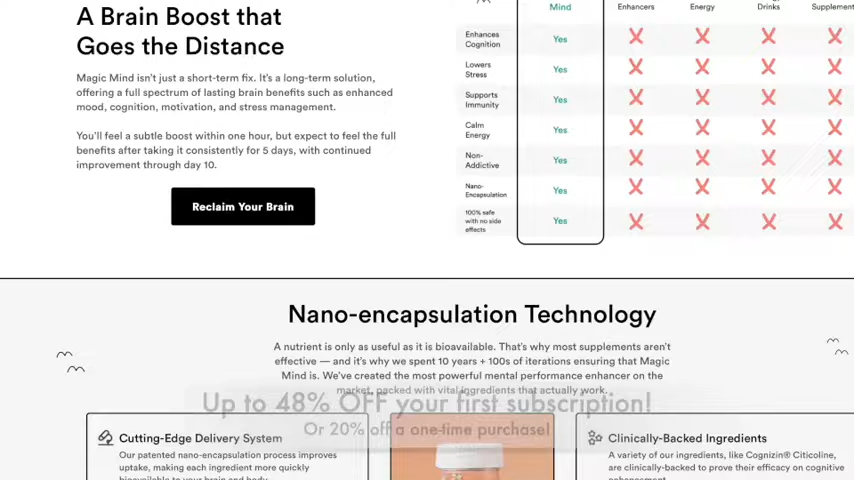 A Brain Boost that
Goes the Distance
Magic Mind isn't just a short-term fix. It's a long-term solution,
offering a full spectrum of lasting brain benefits such as enhanced
mood, cognition, motivation, and stress management.
You'll feel a subtle boost within one hour, but expect to feel the full
benefits after taking it consistently for 5 days, with continued
improvement through day 10.
Reclaim Your Brain
Mind Enhancers Energy Drinks Supplement
Enhances
Cognition Yes
Lowers
Stress Yes
Supports
Immunity Yes
Calm
Energy Yes
Non-
Addictive Yes
Nano-
Encapsulation Yes
100% safe
with no side
effects Yes
Nano-encapsulation Technology
A nutrient is only as useful as it is bioavailable. That's why most supplements aren't
effective — and it's why we spent 10 years + 100s of iterations ensuring that Magic
Mind is. We've created the most powerful mental performance enhancer on the
market, packed with vital ingredients that actually work.
Up to 48% OFF your first subscription!
Or 20% off a one-time purchase!
Cutting-Edge Delivery System
Our patented nano-encapsulation process improves
uptake, making each ingredient more quickly
bioavailable to your brain and body.
Clinically-Backed Ingredients
A variety of our ingredients, like Cognizin® Citicoline,
are clinically-backed to prove their efficacy on cognitive
enhancement.